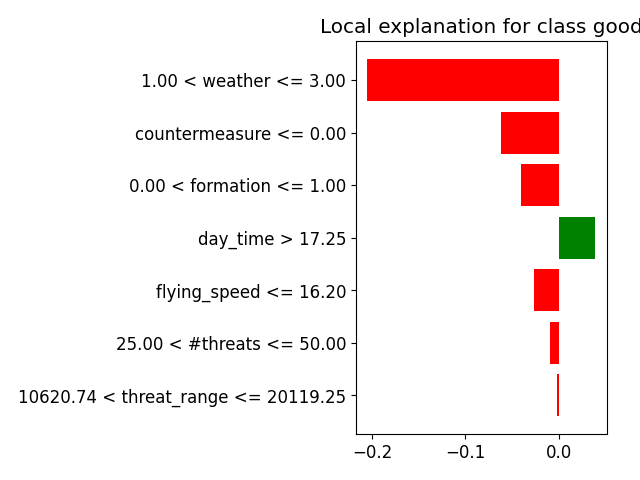 Local explanation for class good
1.00 < weather <= 3.00
countermeasure <= 0.00
0.00 < formation <= 1.00
day_time > 17.25
flying_speed <= 16.20
25.00 < #threats <= 50.00
10620.74 < threat_range <= 20119.25
−0.2 −0.1 0.0